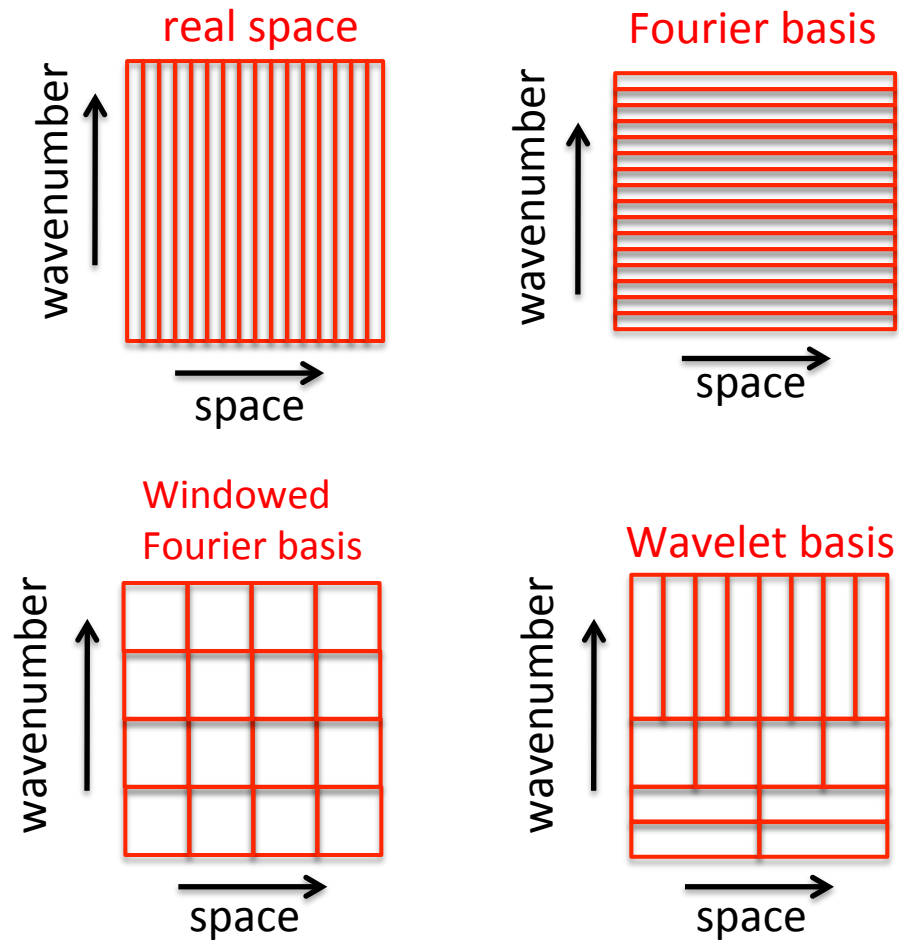 real space
wavenumber
space
Fourier basis
wavenumber
space
Windowed
Fourier basis
wavenumber
space
Wavelet basis
wavenumber
space